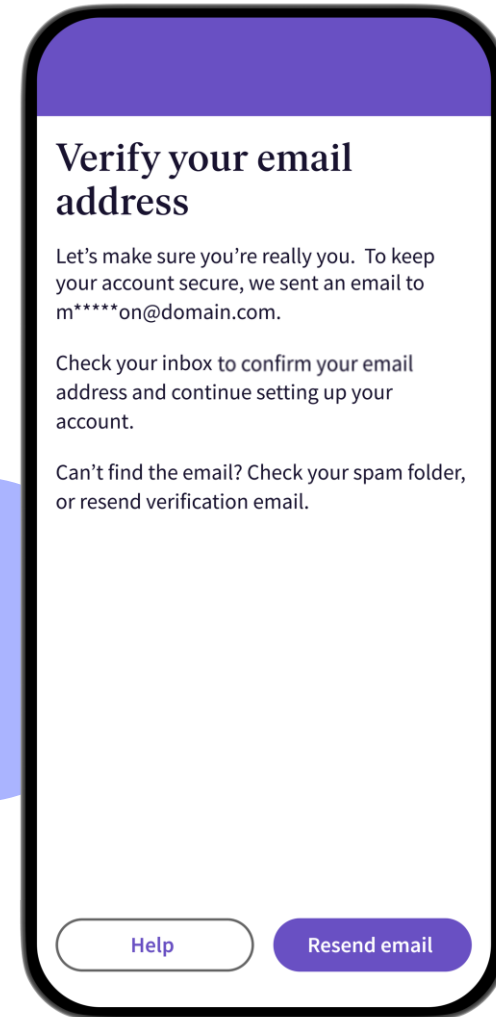 Verify your email
address
Let’s make sure you’re really you.  To keep
your account secure, we sent an email to
m*****on@domain.com.
Check your inbox to confirm your email
address and continue setting up your
account.
Can’t find the email? Check your spam folder,
or resend verification email.
Help
Resend email